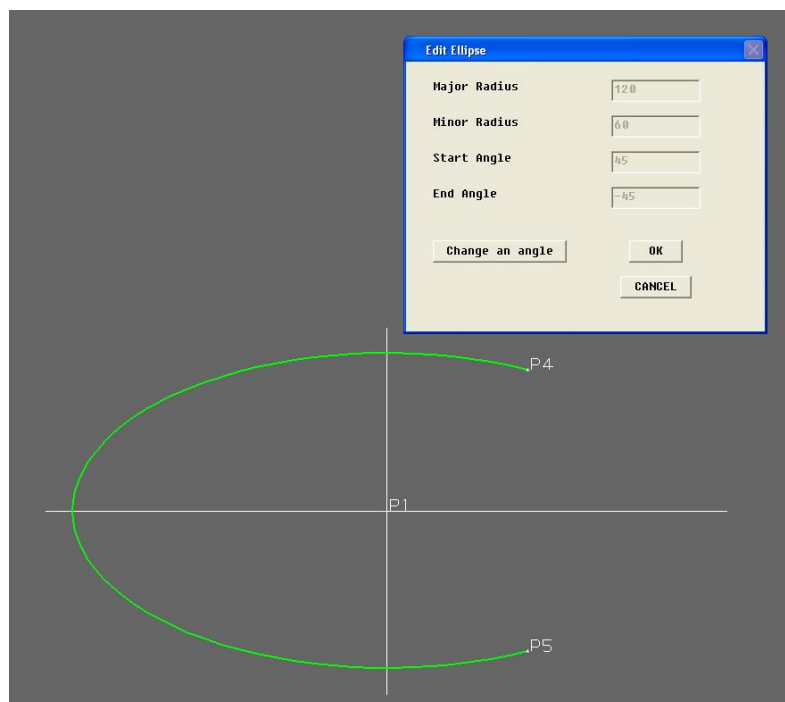 Edit Ellipse
Major Radius 120
Minor Radius 60
Start Angle 45
End Angle -45
Change an angle OK
CANCEL
P4
P1
P5